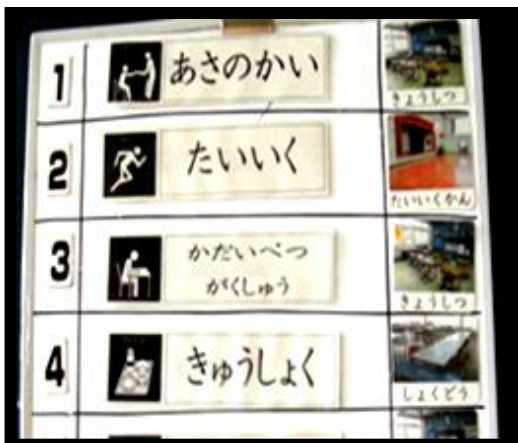 1 あさのかい きょうしつ
2 たいいく たいいくかん
3 かだいべつ
がくしゅう きょうしつ
4 きゅうしょく しょくどう